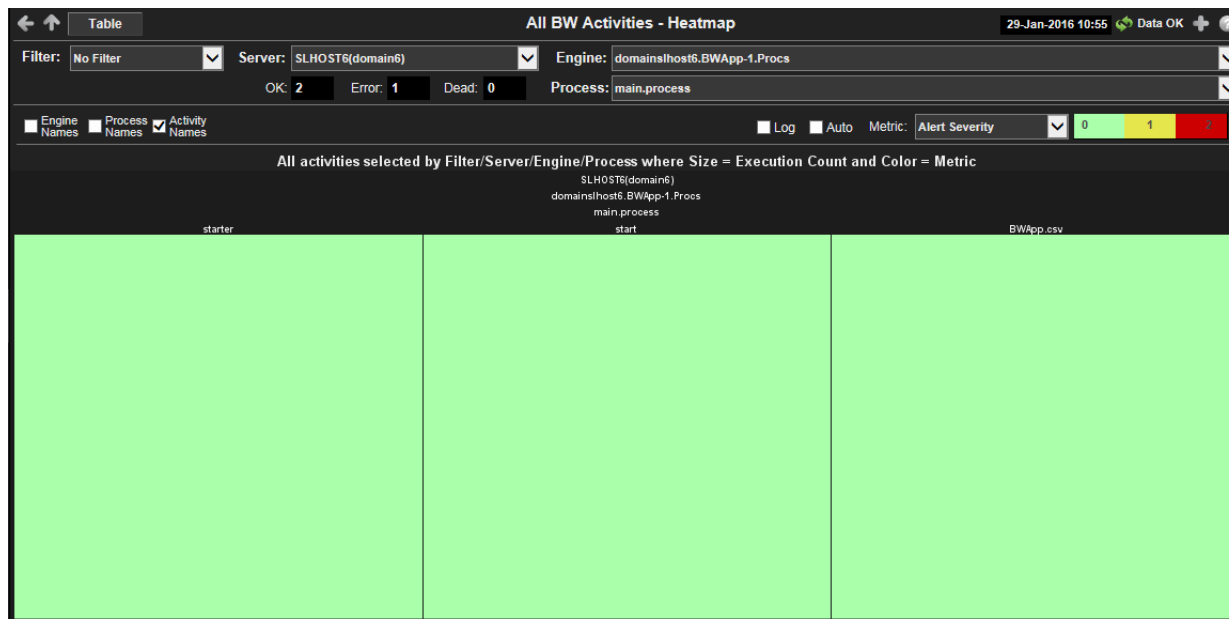 Table All BW Activities - Heatmap 29-Jan-2016 10:55 Data OK
Filter: No Filter Server: SLHOST6(domain6) Engine: domainslhost6.BWApp-1.Procs
OK: 2 Error: 1 Dead: 0 Process: main.process
Engine Names Process Names Activity Names Log Auto Metric: Alert Severity 0 1 2
All activities selected by Filter/Server/Engine/Process where Size = Execution Count and Color = Metric
SLHOST6(domain6)
domainslhost6.BWApp-1.Procs
main.process
starter start BWApp.csv